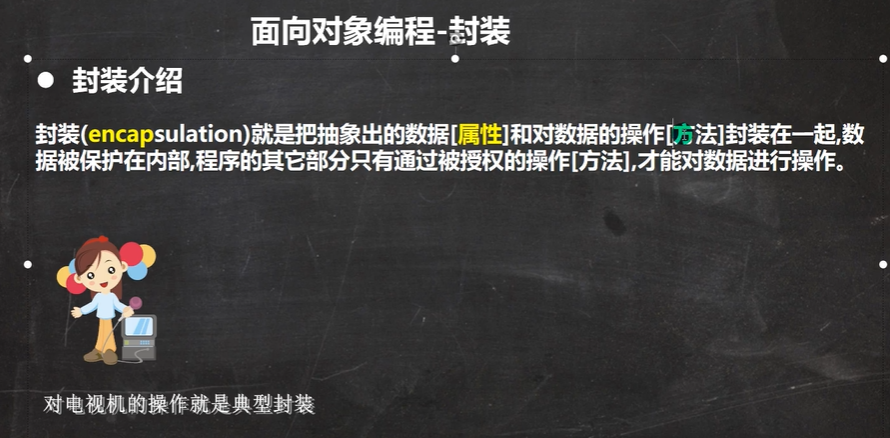 面向对象编程-封装
封装介绍
封装(encapsulation)就是把抽象出的数据[属性]和对数据的操作[方法]封装在一起,数
据被保护在内部,程序的其它部分只有通过被授权的操作[方法],才能对数据进行操作。
对电视机的操作就是典型封装